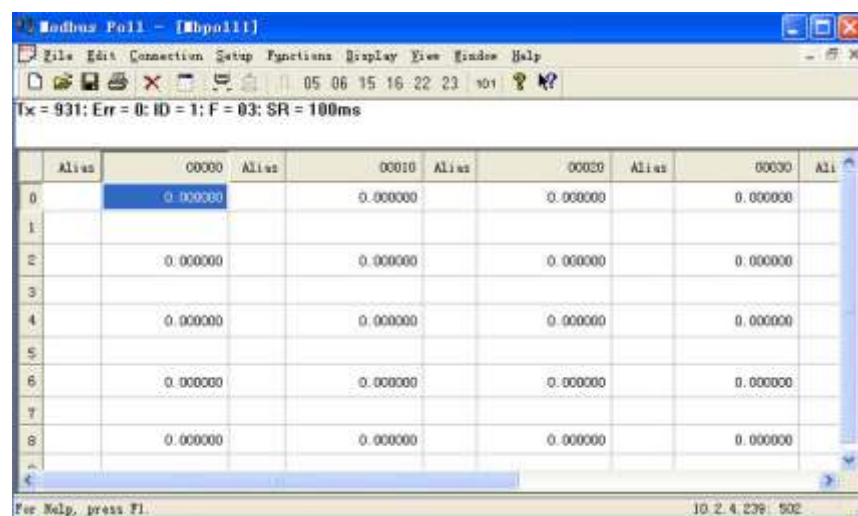 Modbus Poll - [Mbpoll1]
File Edit Connection Setup Functions Display View Window Help
05 06 15 16 22 23 101
Tx = 931: Err = 0: ID = 1: F = 03: SR = 100ms
Alias 00000 Alias 00010 Alias 00020 Alias 00030 Ali
0 0.000000 0.000000 0.000000 0.000000
1
2 0.000000 0.000000 0.000000 0.000000
3
4 0.000000 0.000000 0.000000 0.000000
5
6 0.000000 0.000000 0.000000 0.000000
7
8 0.000000 0.000000 0.000000 0.000000
For Help, press F1.
10.2.4.239: 502